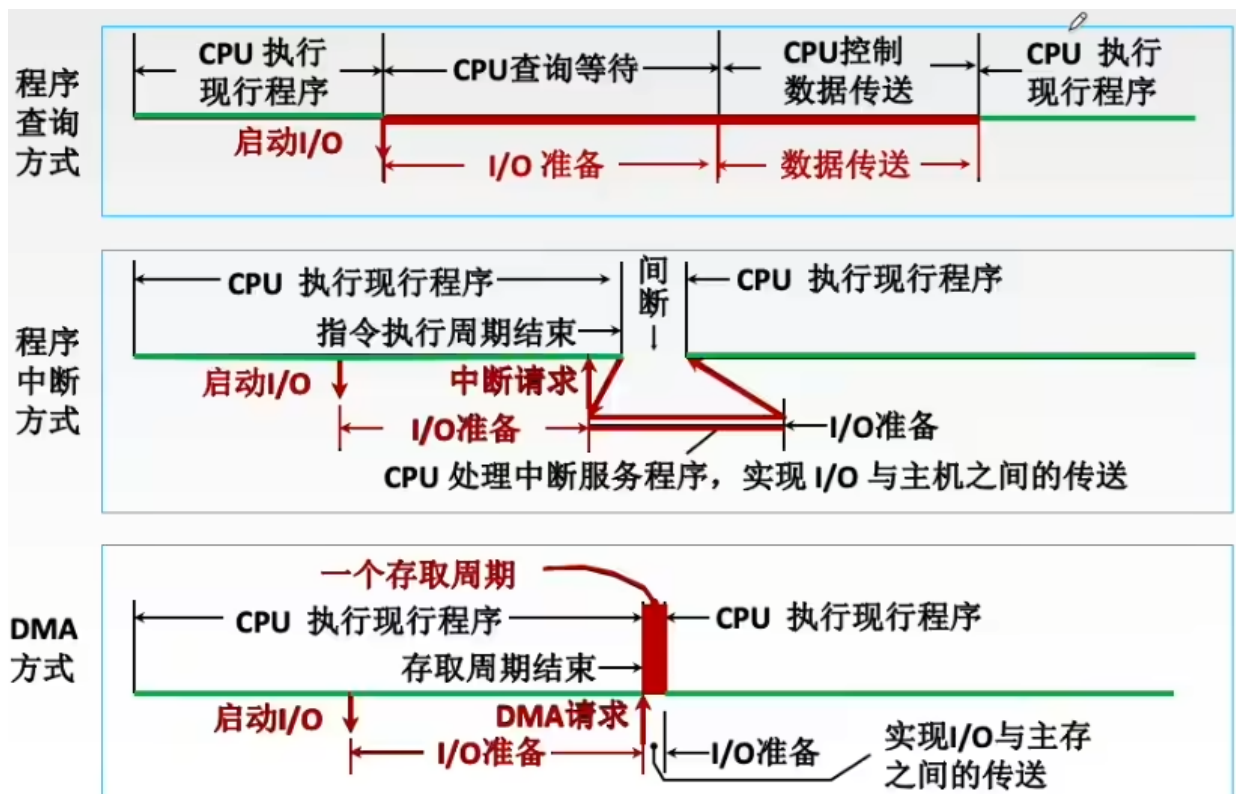 程序
查询
方式
CPU 执行
现行程序
CPU查询等待
CPU控制
数据传送
CPU 执行
现行程序
启动I/O
I/O 准备
数据传送
程序
中断
方式
CPU 执行现行程序
间
断
CPU 执行现行程序
指令执行周期结束
启动I/O
中断请求
I/O准备
I/O准备
CPU 处理中断服务程序，实现 I/O 与主机之间的传送
DMA
方式
一个存取周期
CPU 执行现行程序
CPU 执行现行程序
存取周期结束
启动I/O
DMA请求
I/O准备
I/O准备
实现I/O与主存
之间的传送